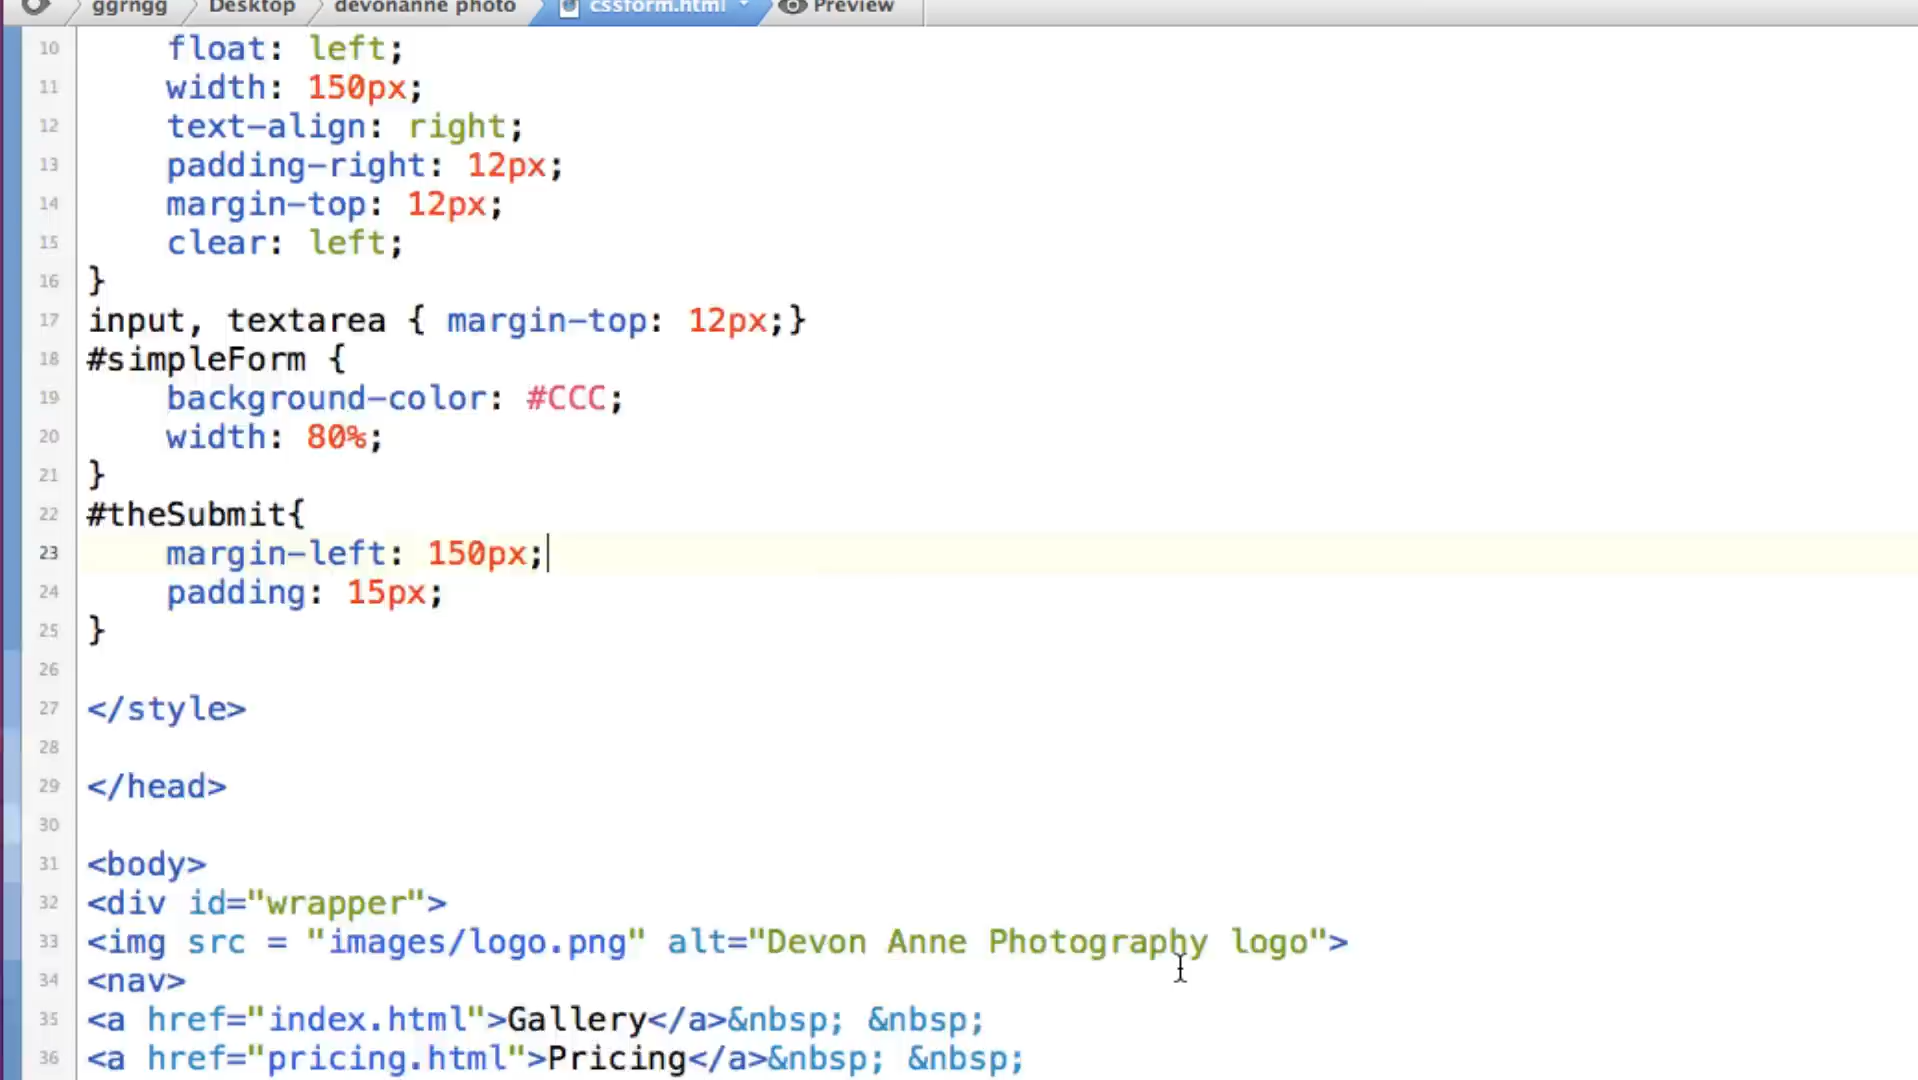 ggrngg Desktop devonanne photo cssform.html Preview
10 float: left;
11 width: 150px;
12 text-align: right;
13 padding-right: 12px;
14 margin-top: 12px;
15 clear: left;
16 }
17 input, textarea { margin-top: 12px;}
18 #simpleForm {
19 background-color: #CCC;
20 width: 80%;
21 }
22 #theSubmit{
23 margin-left: 150px;
24 padding: 15px;
25 }
26
27 </style>
28
29 </head>
30
31 <body>
32 <div id="wrapper">
33 <img src = "images/logo.png" alt="Devon Anne Photography logo">
34 <nav>
35 <a href="index.html">Gallery</a>&nbsp; &nbsp;
36 <a href="pricing.html">Pricing</a>&nbsp; &nbsp;